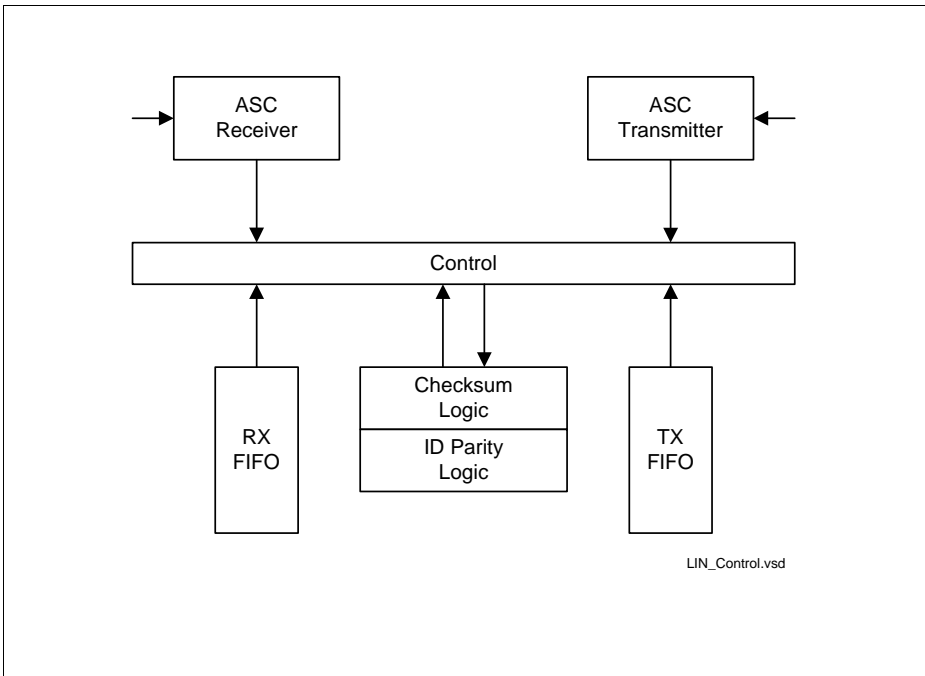 ASC
Receiver
ASC
Transmitter
Control
RX
FIFO
Checksum
Logic
ID Parity
Logic
TX
FIFO
LIN_Control.vsd